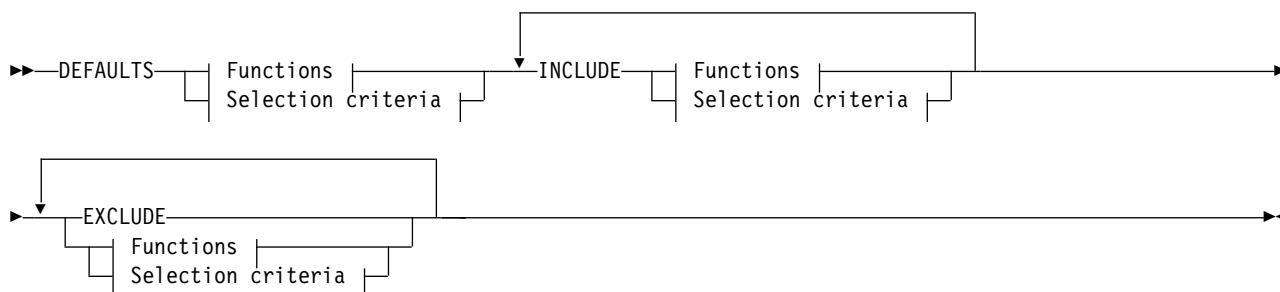 DEFAULTS Functions INCLUDE Functions
Selection criteria Selection criteria
EXCLUDE
Functions
Selection criteria